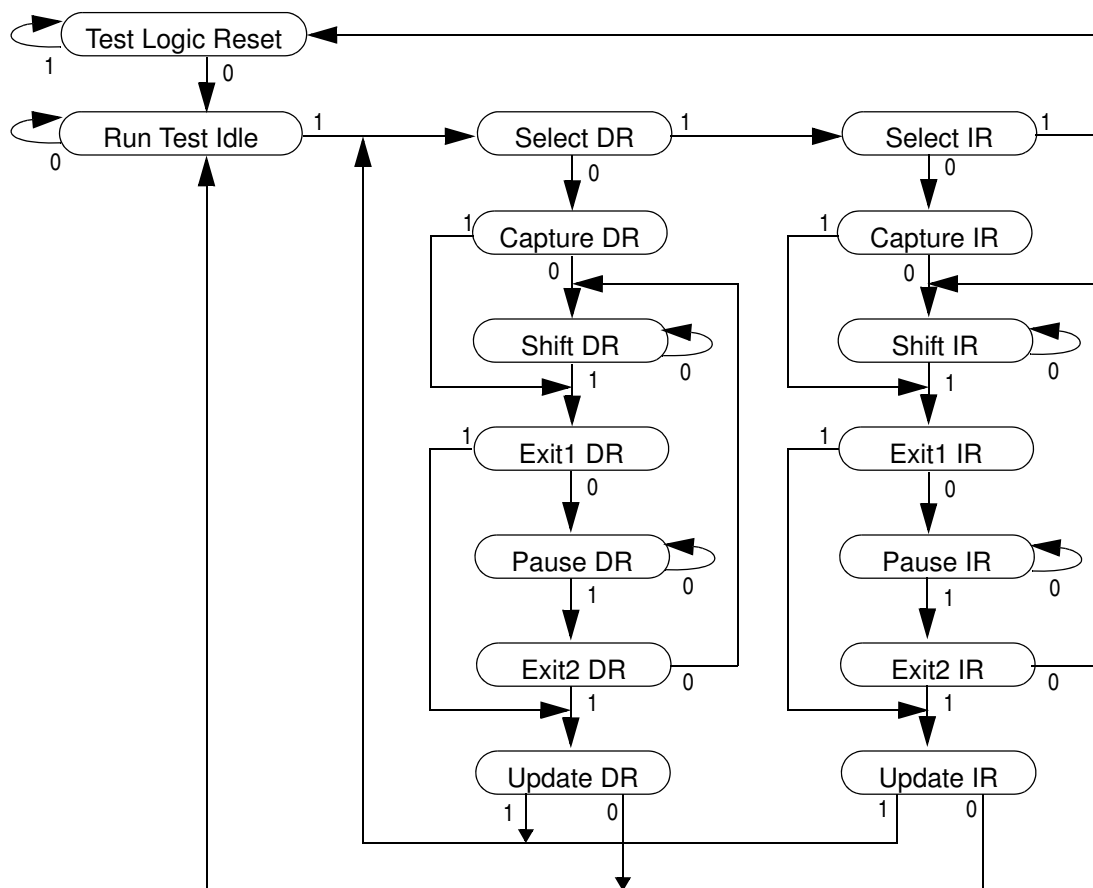 Test Logic Reset
1
0
Run Test Idle
1
Select DR
1
Select IR
1
0
0
0
1
Capture DR
1
Capture IR
0
0
Shift DR
0
Shift IR
0
1
1
1
Exit1 DR
1
Exit1 IR
0
0
Pause DR
0
Pause IR
0
1
1
Exit2 DR
0
Exit2 IR
0
1
1
Update DR
Update IR
1
0
1
0